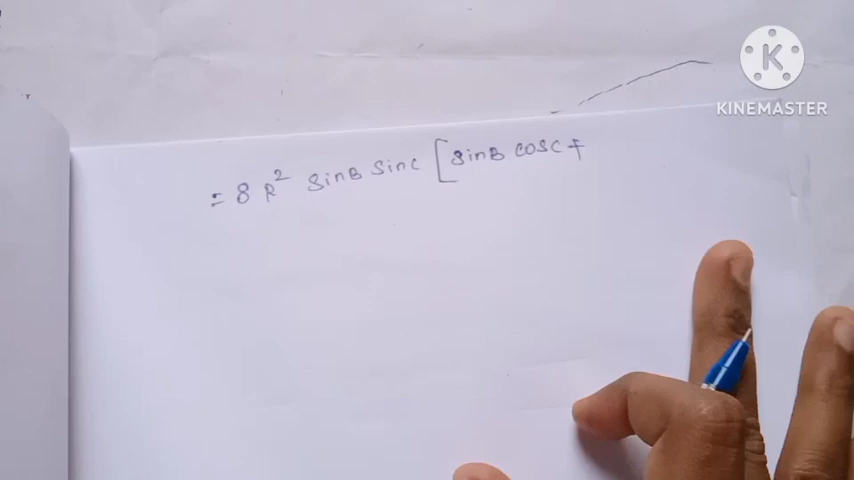 K
KINEMASTER
= 8 R² sinB sinC [ sinB cosC +